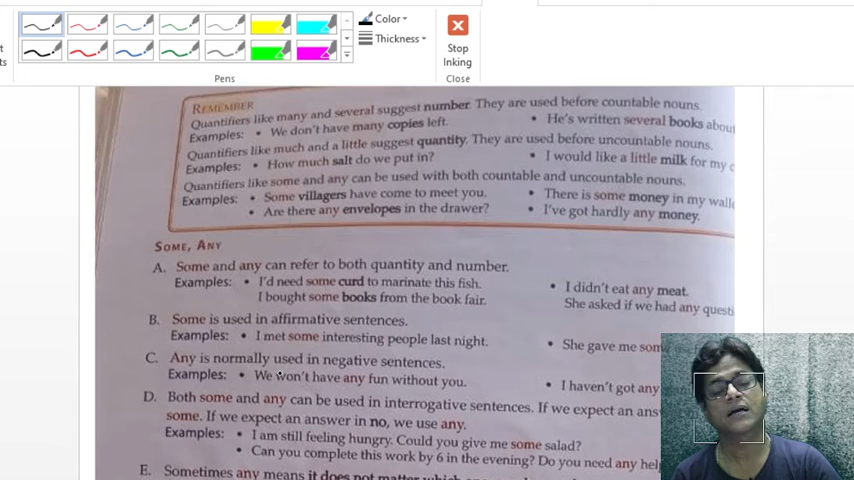 Color
Thickness
Stop
Inking
Pens
Close
REMEMBER
Quantifiers like many and several suggest number. They are used before countable nouns.
Examples: • We don't have many copies left. • He's written several books about
Quantifiers like much and a little suggest quantity. They are used before uncountable nouns.
Examples: • How much salt do we put in? • I would like a little milk for my
Quantifiers like some and any can be used with both countable and uncountable nouns.
Examples: • Some villagers have come to meet you. • There is some money in my
• Are there any envelopes in the drawer? • I've got hardly any money.
SOME, ANY
A. Some and any can refer to both quantity and number.
Examples: • I'd need some curd to marinate this fish. • I didn't eat any meat.
I bought some books from the book fair. She asked if we had any
B. Some is used in affirmative sentences.
Examples: • I met some interesting people last night. • She gave me
C. Any is normally used in negative sentences.
Examples: • We won't have any fun without you. • I haven't got any
D. Both some and any can be used in interrogative sentences. If we expect an
some. If we expect an answer in no, we use any.
Examples: • I am still feeling hungry. Could you give me some salad?
• Can you complete this work by 6 in the evening? Do you need any
E. Sometimes any means it does not matter which